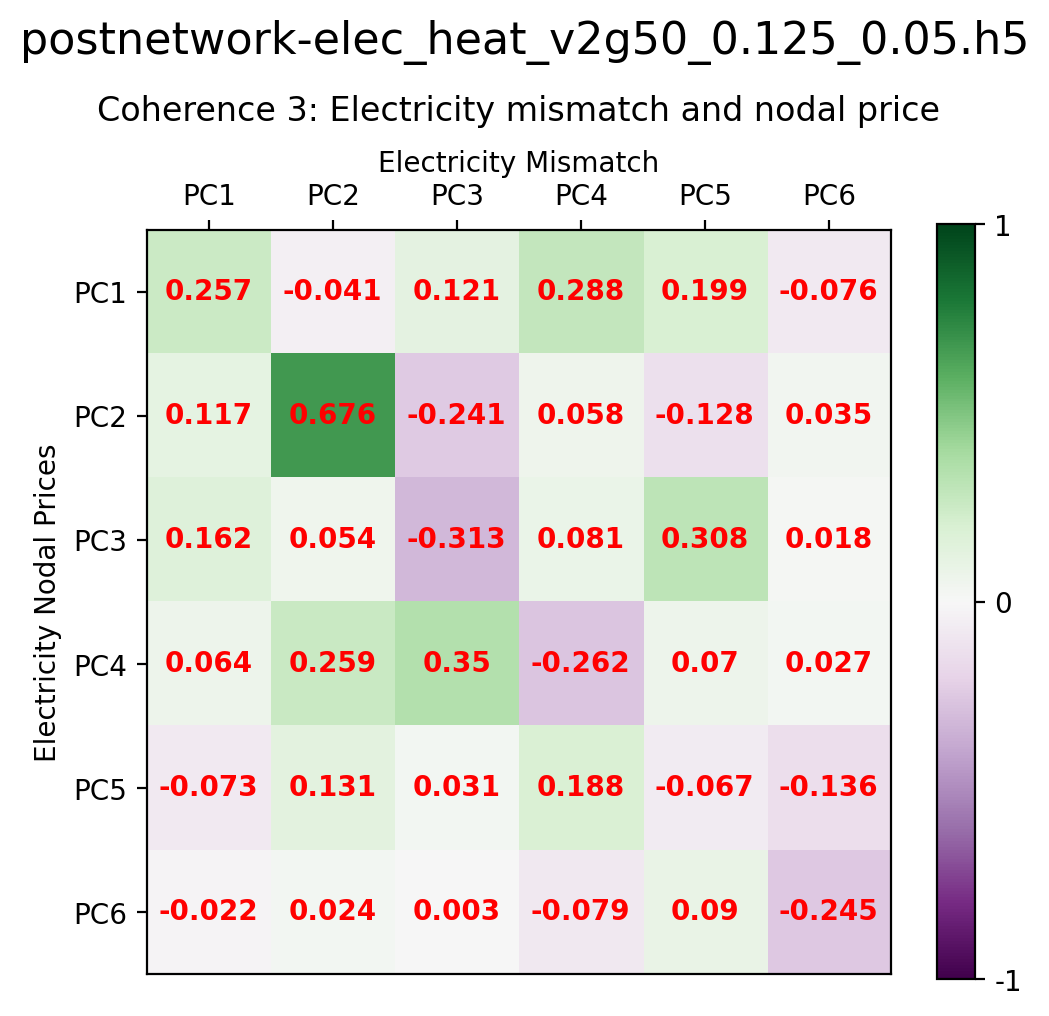 postnetwork-elec_heat_v2g50_0.125_0.05.h5
Coherence 3: Electricity mismatch and nodal price
Electricity Mismatch
PC1 PC2 PC3 PC4 PC5 PC6
Electricity Nodal Prices
PC1 0.257 -0.041 0.121 0.288 0.199 -0.076
PC2 0.117 0.676 -0.241 0.058 -0.128 0.035
PC3 0.162 0.054 -0.313 0.081 0.308 0.018
PC4 0.064 0.259 0.35 -0.262 0.07 0.027
PC5 -0.073 0.131 0.031 0.188 -0.067 -0.136
PC6 -0.022 0.024 0.003 -0.079 0.09 -0.245
1
0
-1